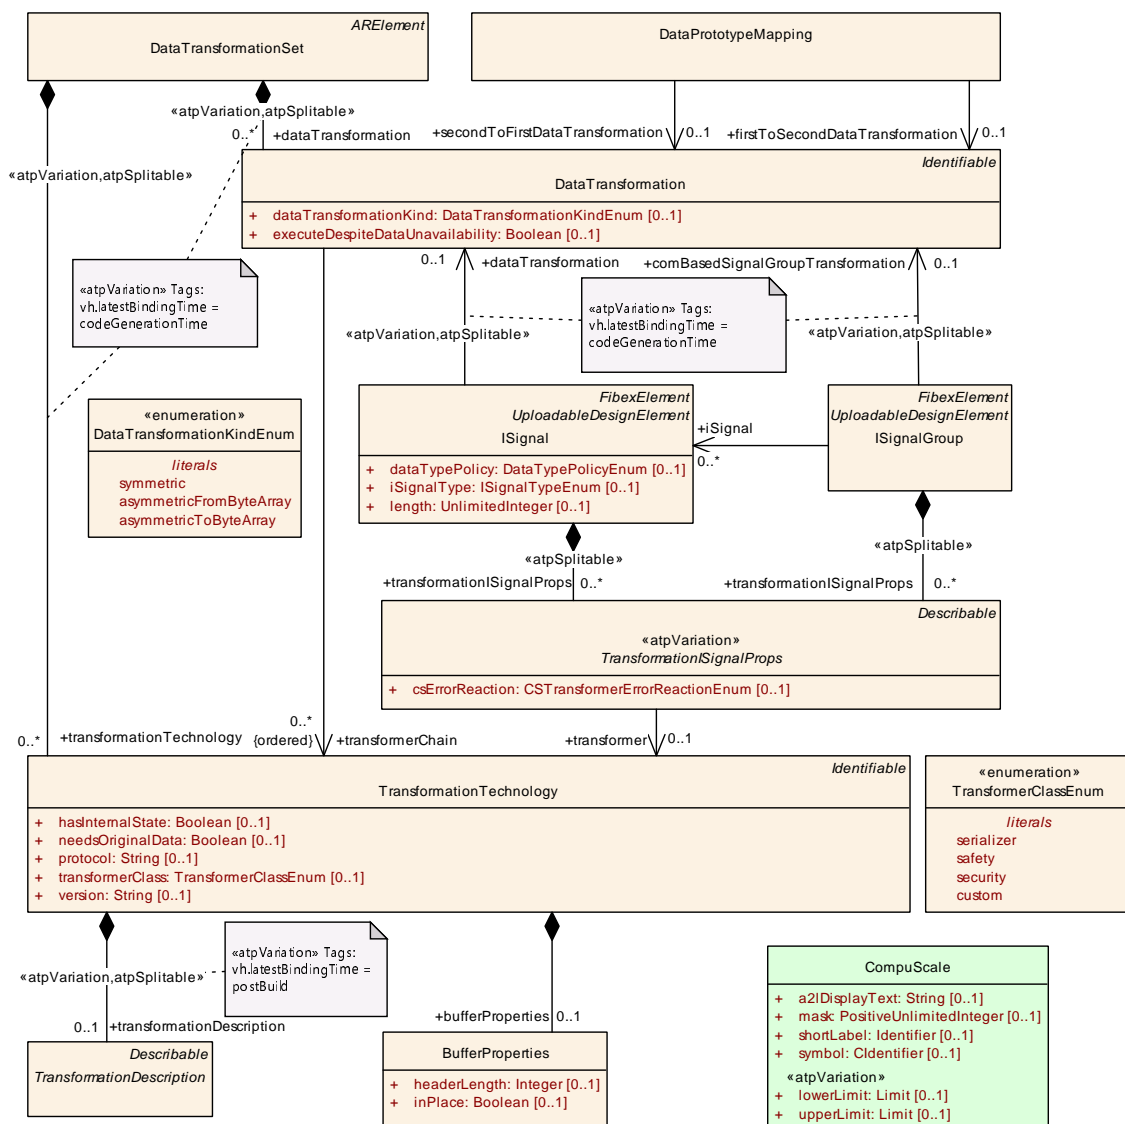 ARElement
DataTransformationSet
DataPrototypeMapping
«atpVariation,atpSplitable»
0..*
+dataTransformation
+secondToFirstDataTransformation
0..1
+firstToSecondDataTransformation
0..1
«atpVariation,atpSplitable»
Identifiable
DataTransformation
+ dataTransformationKind: DataTransformationKindEnum [0..1]
+ executeDespiteDataUnavailability: Boolean [0..1]
0..1
+dataTransformation
+comBasedSignalGroupTransformation
0..1
«atpVariation» Tags:
vh.latestBindingTime =
codeGenerationTime
«atpVariation» Tags:
vh.latestBindingTime =
codeGenerationTime
«atpVariation,atpSplitable»
«atpVariation,atpSplitable»
«enumeration»
DataTransformationKindEnum
literals
symmetric
asymmetricFromByteArray
asymmetricToByteArray
FibexElement
UploadableDesignElement
ISignal
+ dataTypePolicy: DataTypePolicyEnum [0..1]
+ iSignalType: ISignalTypeEnum [0..1]
+ length: UnlimitedInteger [0..1]
+iSignal
0..*
FibexElement
UploadableDesignElement
ISignalGroup
«atpSplitable»
+transformationISignalProps
0..*
«atpSplitable»
+transformationISignalProps
0..*
Describable
«atpVariation»
TransformationISignalProps
+ csErrorReaction: CSTransformerErrorReactionEnum [0..1]
0..*
+transformationTechnology
0..*
{ordered}
+transformerChain
+transformer
0..1
Identifiable
TransformationTechnology
+ hasInternalState: Boolean [0..1]
+ needsOriginalData: Boolean [0..1]
+ protocol: String [0..1]
+ transformerClass: TransformerClassEnum [0..1]
+ version: String [0..1]
«enumeration»
TransformerClassEnum
literals
serializer
safety
security
custom
«atpVariation» Tags:
vh.latestBindingTime =
postBuild
«atpVariation,atpSplitable»
0..1
+transformationDescription
+bufferProperties
0..1
Describable
TransformationDescription
BufferProperties
+ headerLength: Integer [0..1]
+ inPlace: Boolean [0..1]
CompuScale
+ a2lDisplayText: String [0..1]
+ mask: PositiveUnlimitedInteger [0..1]
+ shortLabel: Identifier [0..1]
+ symbol: CIdentifier [0..1]
«atpVariation»
+ lowerLimit: Limit [0..1]
+ upperLimit: Limit [0..1]